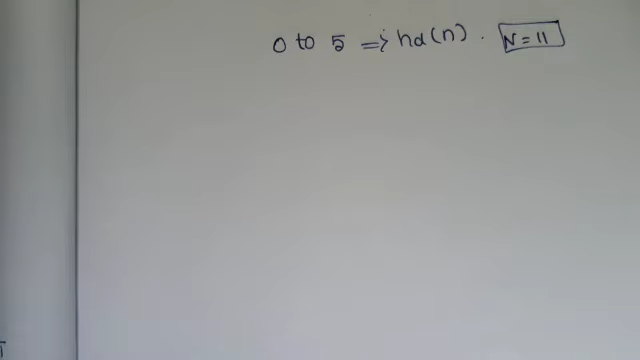 0 to 5 => hd(n). N = 11